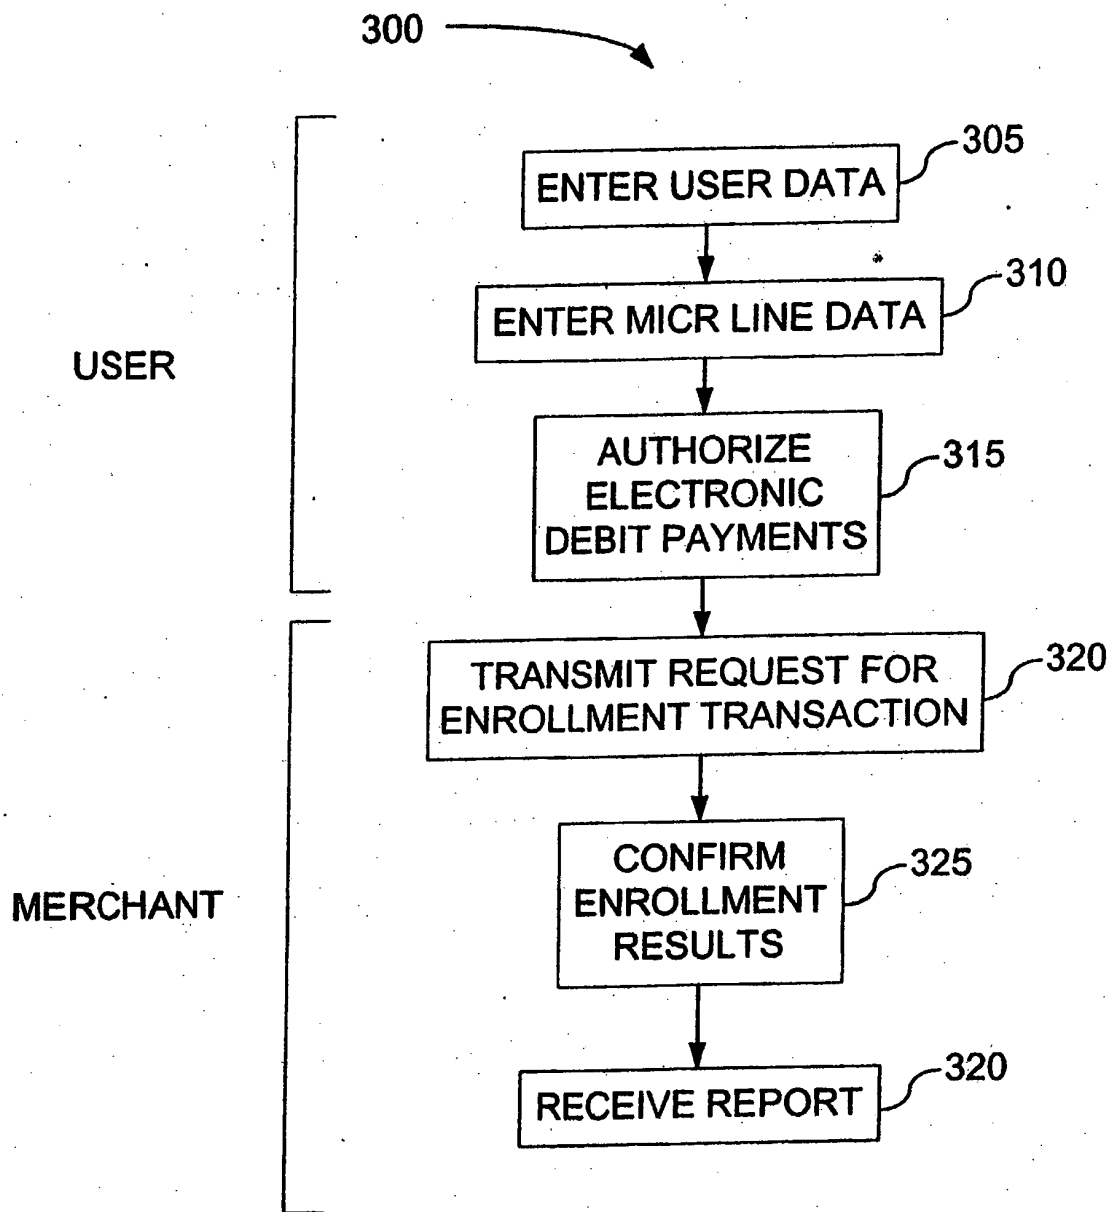 300
305
ENTER USER DATA
310
ENTER MICR LINE DATA
USER
AUTHORIZE
ELECTRONIC
DEBIT PAYMENTS
315
TRANSMIT REQUEST FOR
ENROLLMENT TRANSACTION
320
MERCHANT
CONFIRM
ENROLLMENT
RESULTS
325
RECEIVE REPORT
320